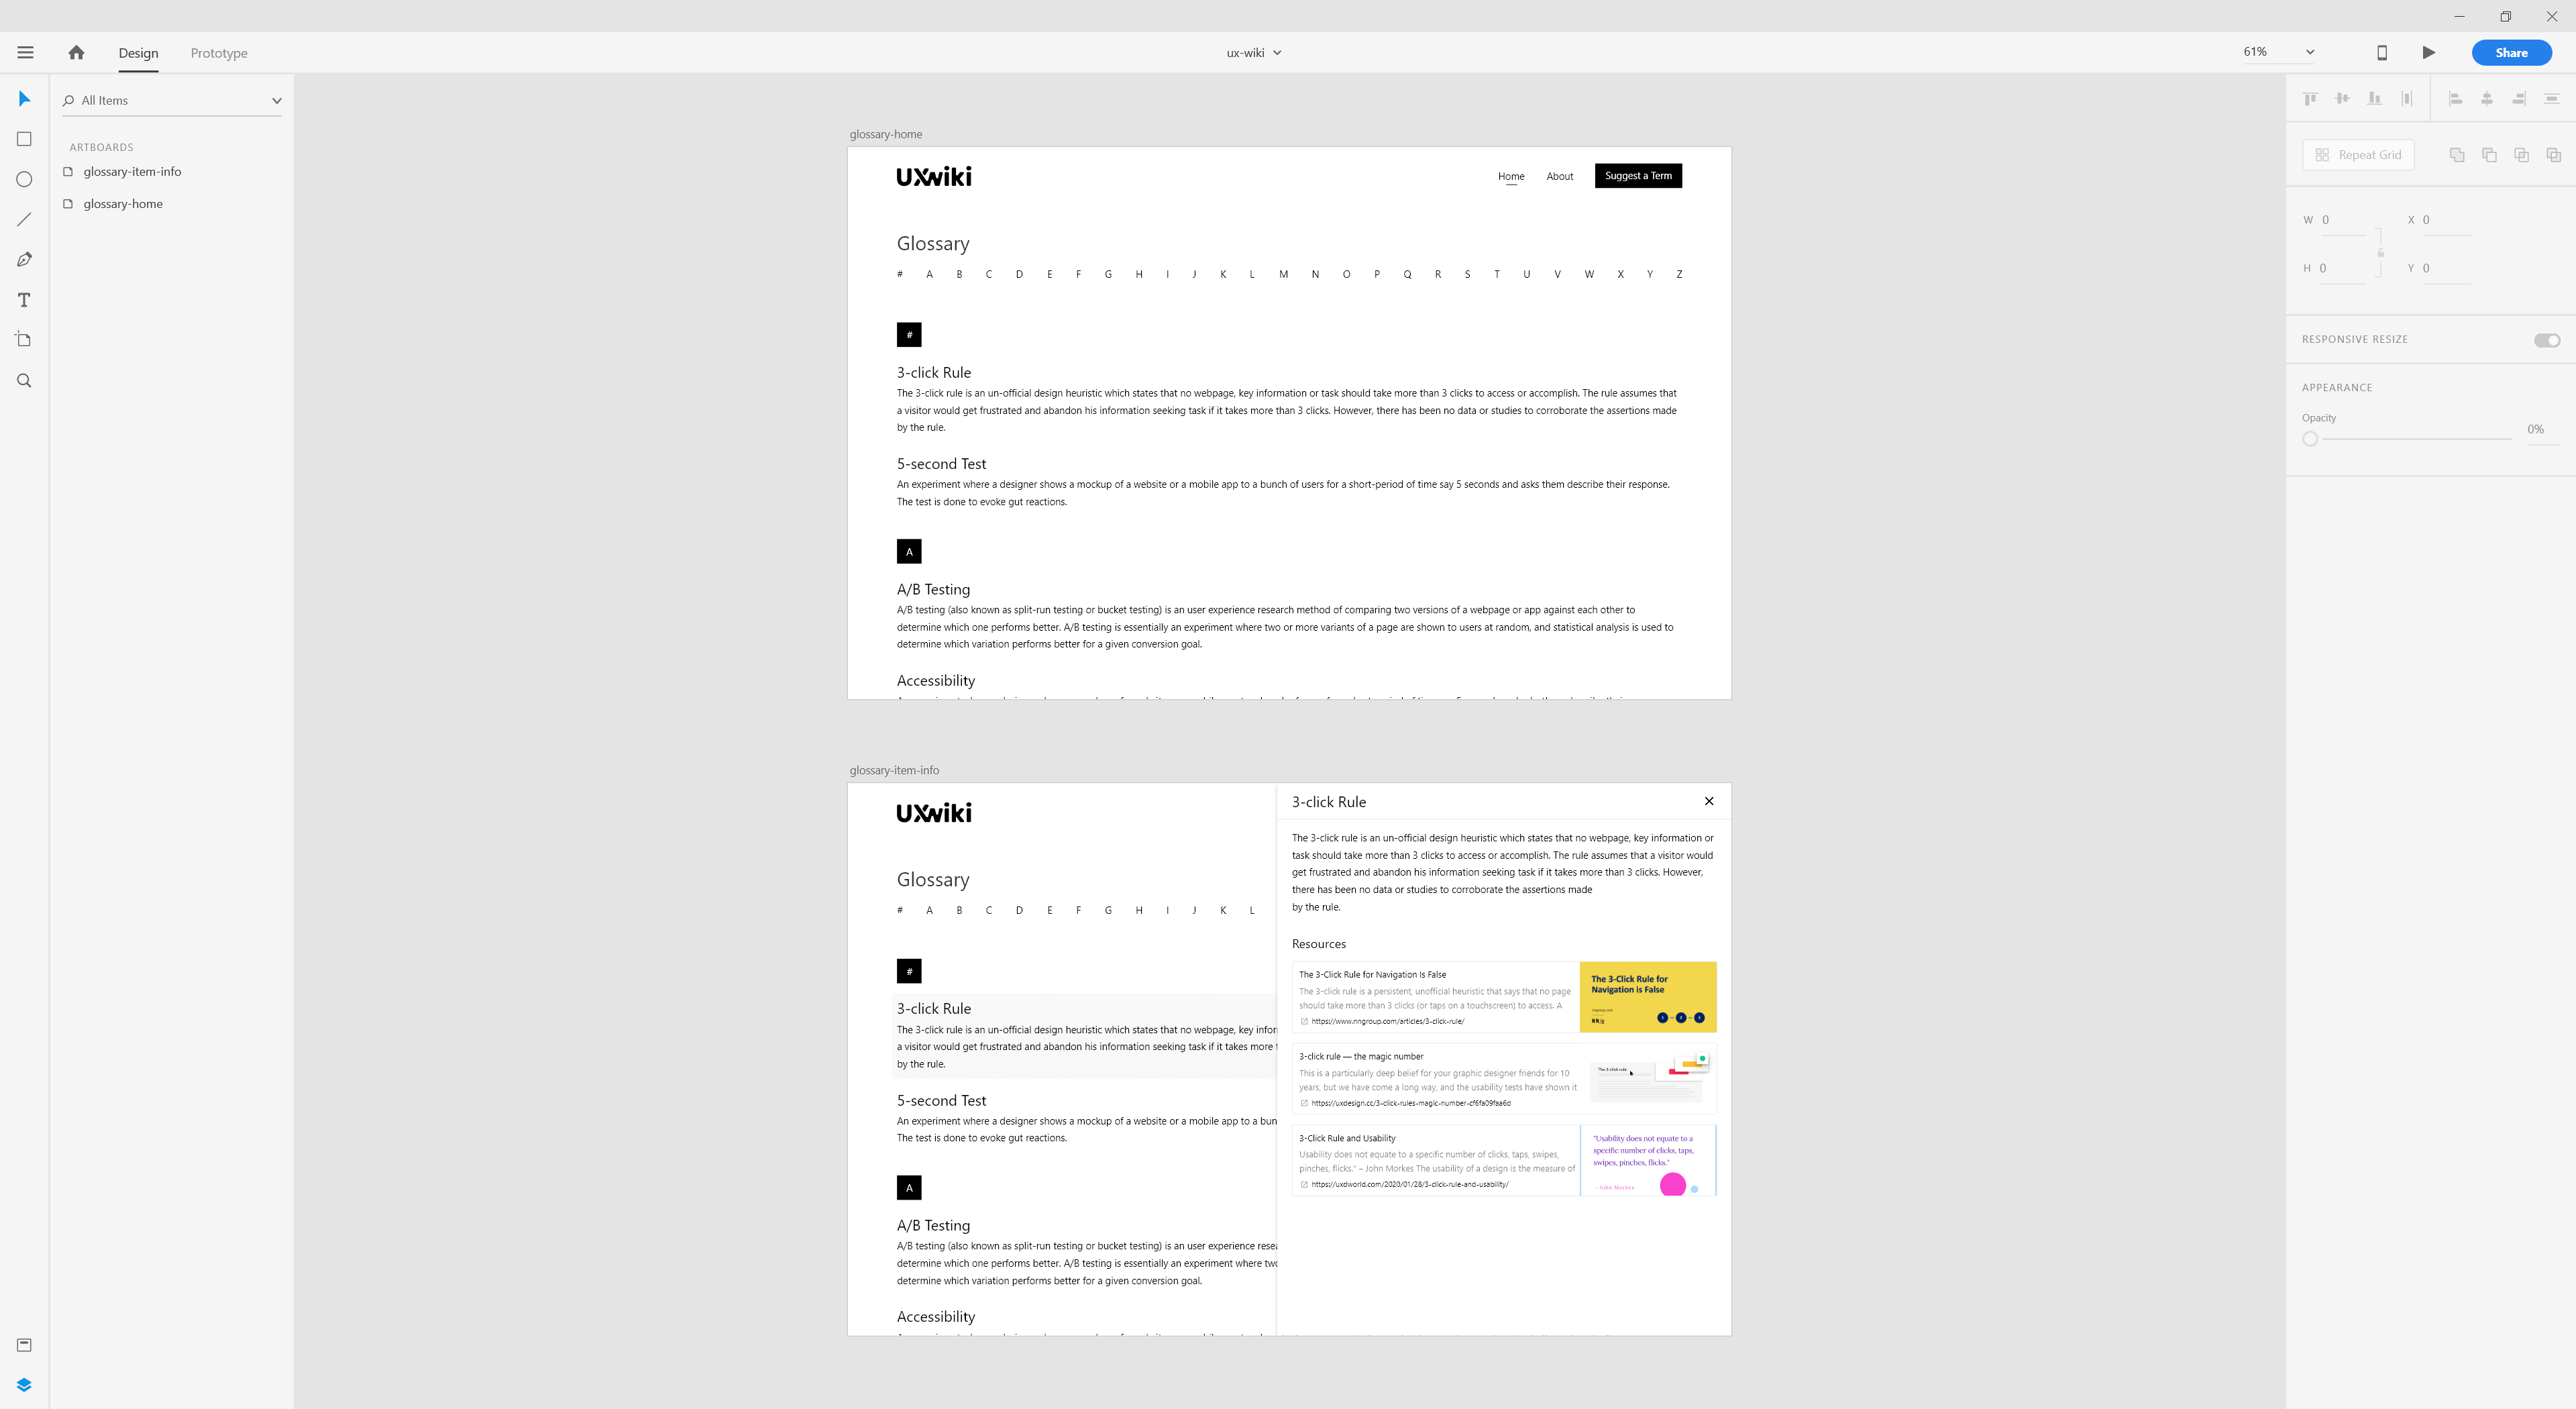 Design
Prototype
ux-wiki
61%
Share
All Items
ARTBOARDS
glossary-item-info
glossary-home
glossary-home
UXwiki
Home
About
Suggest a Term
Glossary
# A B C D E F G H I J K L M N O P Q R S T U V W X Y Z
#
3-click Rule
The 3-click rule is an un-official design heuristic which states that no webpage, key information or task should take more than 3 clicks to access or accomplish. The rule assumes that
a visitor would get frustrated and abandon his information seeking task if it takes more than 3 clicks. However, there has been no data or studies to corroborate the assertions made
by the rule.
5-second Test
An experiment where a designer shows a mockup of a website or a mobile app to a bunch of users for a short-period of time say 5 seconds and asks them describe their response.
The test is done to evoke gut reactions.
A
A/B Testing
A/B testing (also known as split-run testing or bucket testing) is an user experience research method of comparing two versions of a webpage or app against each other to
determine which one performs better. A/B testing is essentially an experiment where two or more variants of a page are shown to users at random, and statistical analysis is used to
determine which variation performs better for a given conversion goal.
Accessibility
glossary-item-info
UXwiki
Glossary
# A B C D E F G H I J K L
#
3-click Rule
The 3-click rule is an un-official design heuristic which states that no webpage, key infor
a visitor would get frustrated and abandon his information seeking task if it takes more
by the rule.
5-second Test
An experiment where a designer shows a mockup of a website or a mobile app to a bun
The test is done to evoke gut reactions.
A
A/B Testing
A/B testing (also known as split-run testing or bucket testing) is an user experience resea
determine which one performs better. A/B testing is essentially an experiment where two
determine which variation performs better for a given conversion goal.
Accessibility
3-click Rule
The 3-click rule is an un-official design heuristic which states that no webpage, key information or
task should take more than 3 clicks to access or accomplish. The rule assumes that a visitor would
get frustrated and abandon his information seeking task if it takes more than 3 clicks. However,
there has been no data or studies to corroborate the assertions made
by the rule.
Resources
The 3-Click Rule for Navigation Is False
The 3-click rule is a persistent, unofficial heuristic that says that no page
should take more than 3 clicks (or taps on a touchscreen) to access. A
https://www.nngroup.com/articles/3-click-rule/
The 3-Click Rule for
Navigation is False
nngroup.com
NN/g
1 2 3
3-click rule — the magic number
This is a particularly deep belief for your graphic designer friends for 10
years, but we have come a long way, and the usability tests have shown it
https://uxdesign.cc/3-click-rules-magic-number-cf6fa09faa6d
The 3 click rule
3-Click Rule and Usability
Usability does not equate to a specific number of clicks, taps, swipes,
pinches, flicks." – John Morkes The usability of a design is the measure of
https://uxdworld.com/2020/01/28/3-click-rule-and-usability/
"Usability does not equate to a
specific number of clicks, taps,
swipes, pinches, flicks."
- John Morkes
Repeat Grid
W 0
X 0
H 0
Y 0
RESPONSIVE RESIZE
APPEARANCE
Opacity
0%